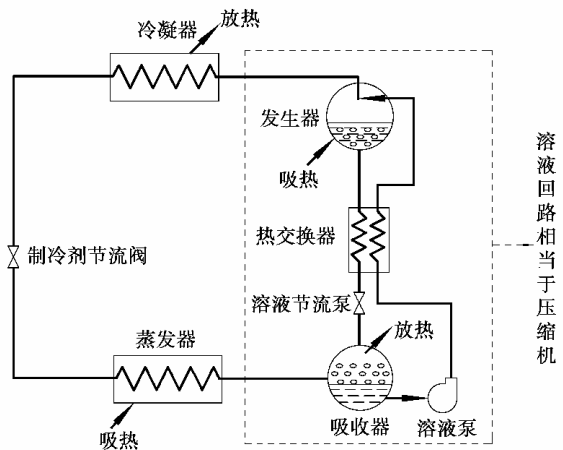 放热
冷凝器
发生器
吸热
热交换器
制冷剂节流阀
溶液节流泵
放热
蒸发器
吸热
吸收器
溶液泵
溶液回路相当于压缩机